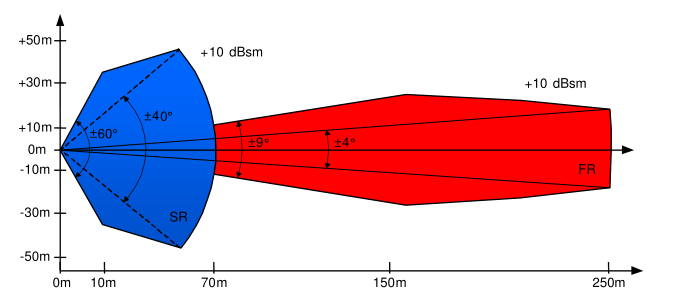 +50m
+10 dBsm
+30m
+10 dBsm
+10m
±60°
±40°
±9°
±4°
0m
-10m
FR
-30m
SR
-50m
0m
10m
70m
150m
250m